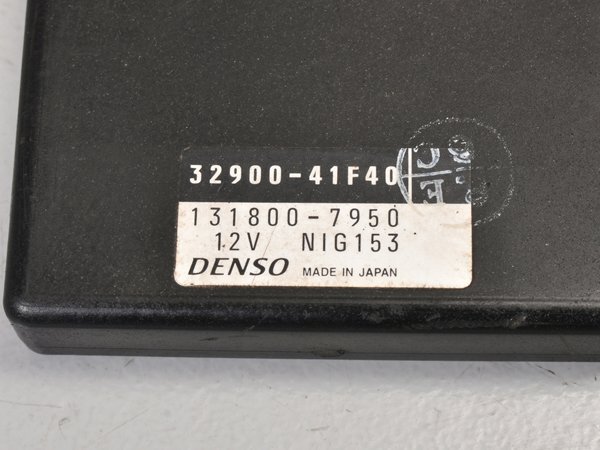 32900-41F40
131800-7950
12V NIG153
DENSO MADE IN JAPAN